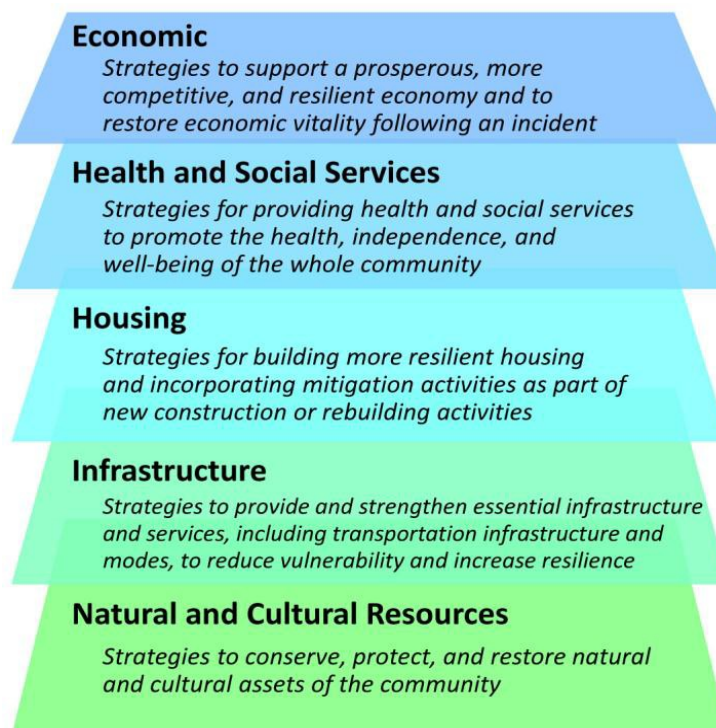 Economic
Strategies to support a prosperous, more
competitive, and resilient economy and to
restore economic vitality following an incident
Health and Social Services
Strategies for providing health and social services
to promote the health, independence, and
well-being of the whole community
Housing
Strategies for building more resilient housing
and incorporating mitigation activities as part of
new construction or rebuilding activities
Infrastructure
Strategies to provide and strengthen essential infrastructure
and services, including transportation infrastructure and
modes, to reduce vulnerability and increase resilience
Natural and Cultural Resources
Strategies to conserve, protect, and restore natural
and cultural assets of the community